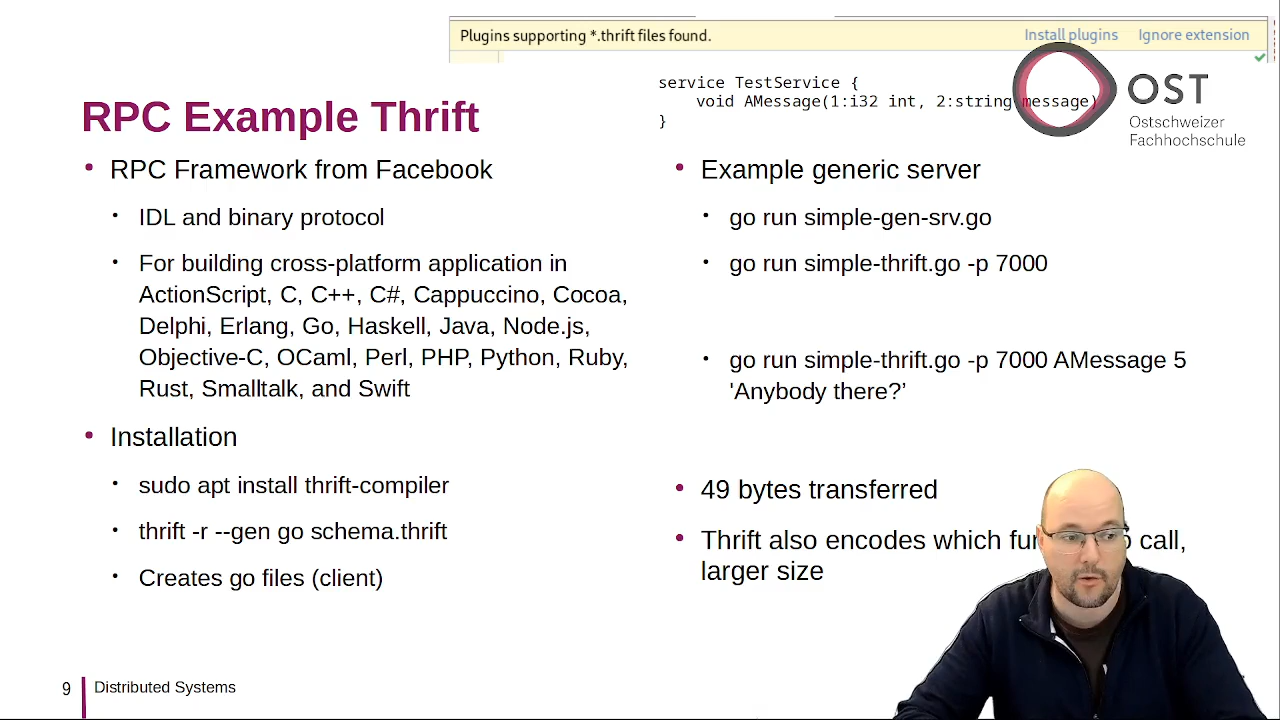 Plugins supporting *.thrift files found.
Install plugins Ignore extension
service TestService {
void AMessage(1:i32 int, 2:string message)
}
OST
Ostschweizer
Fachhochschule
RPC Example Thrift
• RPC Framework from Facebook
• IDL and binary protocol
• For building cross-platform application in
ActionScript, C, C++, C#, Cappuccino, Cocoa,
Delphi, Erlang, Go, Haskell, Java, Node.js,
Objective-C, OCaml, Perl, PHP, Python, Ruby,
Rust, Smalltalk, and Swift
• Installation
• sudo apt install thrift-compiler
• thrift -r --gen go schema.thrift
• Creates go files (client)
• Example generic server
• go run simple-gen-srv.go
• go run simple-thrift.go -p 7000
• go run simple-thrift.go -p 7000 AMessage 5
'Anybody there?’
• 49 bytes transferred
• Thrift also encodes which call,
larger size
9 Distributed Systems